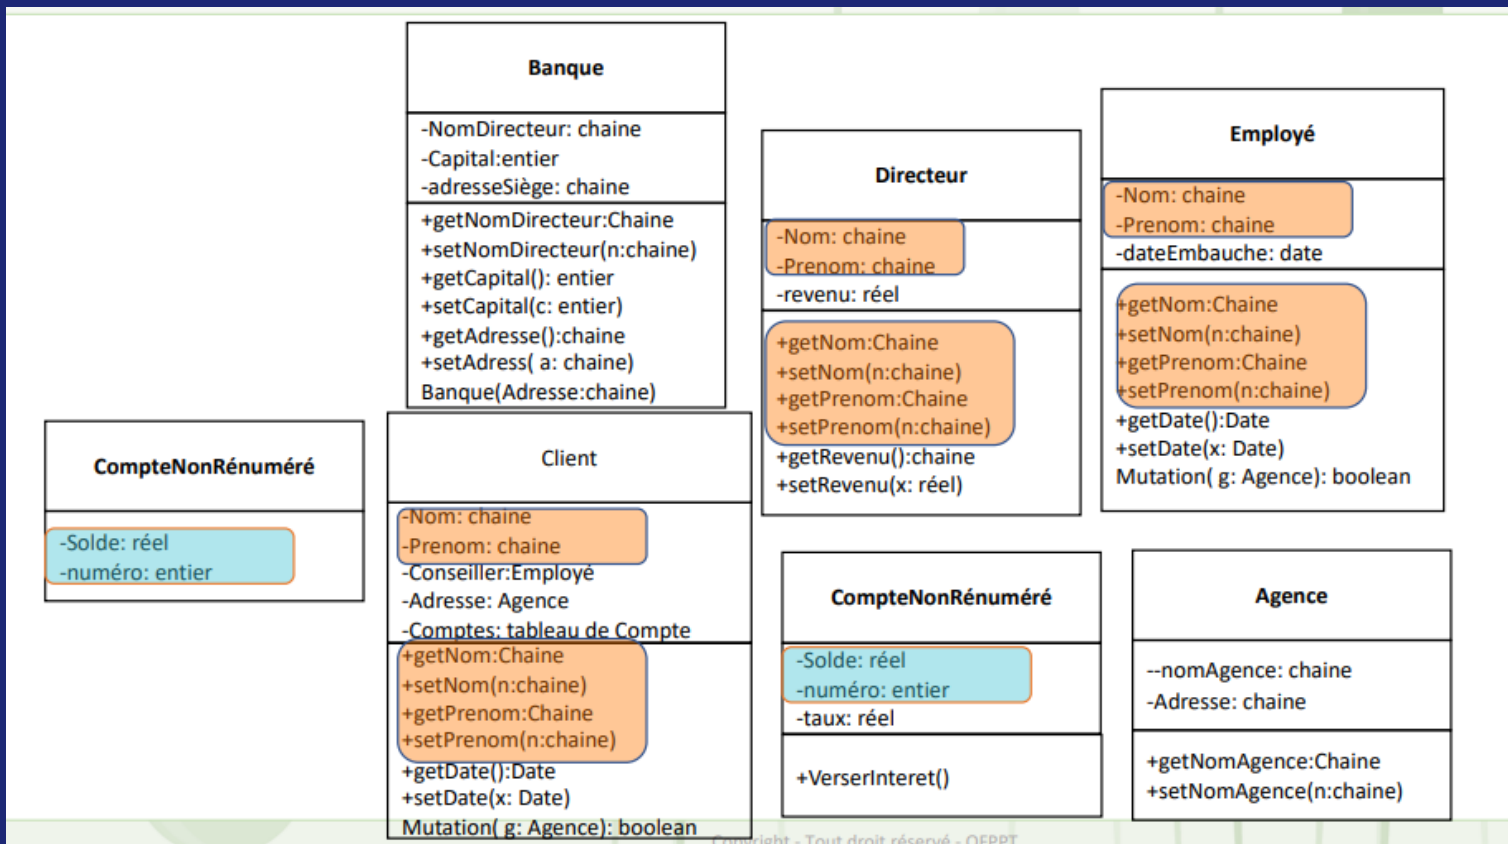 Banque
-NomDirecteur: chaine
-Capital:entier
-adresseSiège: chaine
+getNomDirecteur:Chaine
+setNomDirecteur(n:chaine)
+getCapital(): entier
+setCapital(c: entier)
+getAdresse():chaine
+setAdress( a: chaine)
Banque(Adresse:chaine)
Directeur
-Nom: chaine
-Prenom: chaine
-revenu: réel
+getNom:Chaine
+setNom(n:chaine)
+getPrenom:Chaine
+setPrenom(n:chaine)
+getRevenu():chaine
+setRevenu(x: réel)
Employé
-Nom: chaine
-Prenom: chaine
-dateEmbauche: date
+getNom:Chaine
+setNom(n:chaine)
+getPrenom:Chaine
+setPrenom(n:chaine)
+getDate():Date
+setDate(x: Date)
Mutation( g: Agence): boolean
CompteNonRénuméré
-Solde: réel
-numéro: entier
Client
-Nom: chaine
-Prenom: chaine
-Conseiller:Employé
-Adresse: Agence
-Comptes: tableau de Compte
+getNom:Chaine
+setNom(n:chaine)
+getPrenom:Chaine
+setPrenom(n:chaine)
+getDate():Date
+setDate(x: Date)
Mutation( g: Agence): boolean
CompteNonRénuméré
-Solde: réel
-numéro: entier
-taux: réel
+VerserInteret()
Agence
--nomAgence: chaine
-Adresse: chaine
+getNomAgence:Chaine
+setNomAgence(n:chaine)
Copyright - Tout droit réservé - OFPPT